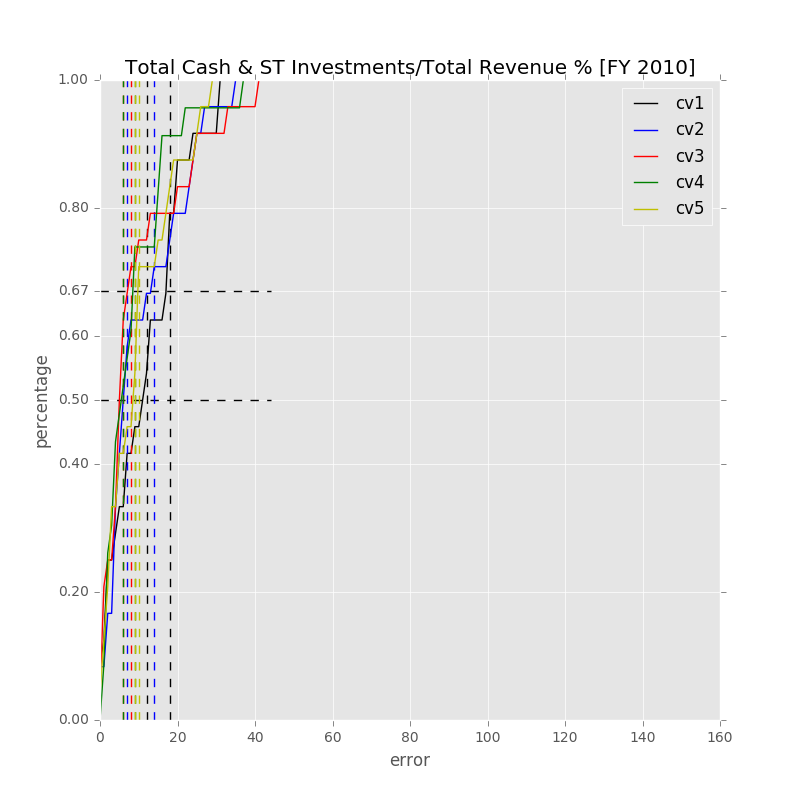 Total Cash & ST Investments/Total Revenue % [FY 2010]
1.00
0.80
0.67
0.60
0.50
0.40
0.20
0.00
percentage
0 20 40 60 80 100 120 140 160
error
cv1
cv2
cv3
cv4
cv5